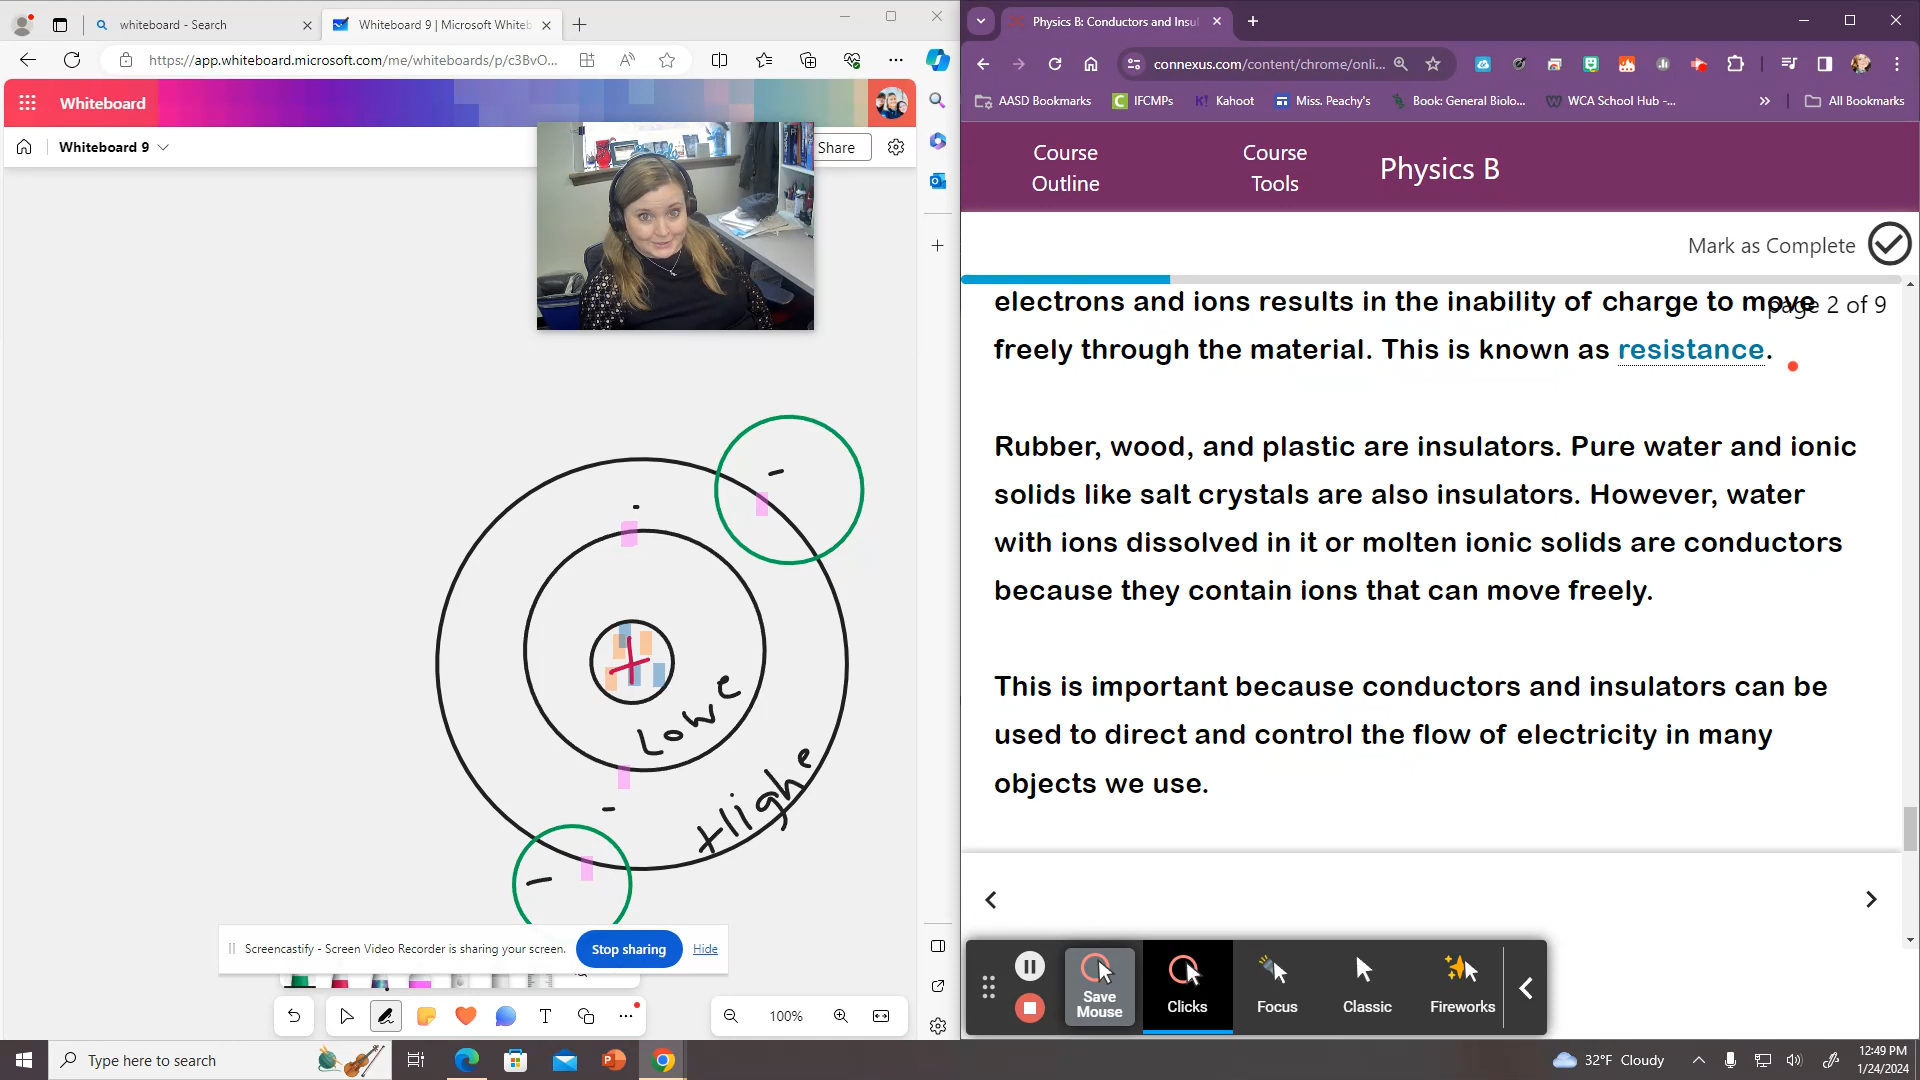 whiteboard - Search
Whiteboard 9 | Microsoft Whiteb
https://app.whiteboard.microsoft.com/me/whiteboards/p/c3BvO...
Whiteboard
Whiteboard 9
Share
-
-
-
-
+
Lowe
Highe
Screencastify - Screen Video Recorder is sharing your screen.
Stop sharing
Hide
100%
Physics B: Conductors and Insul
connexus.com/content/chrome/onli...
AASD Bookmarks
IFCMPs
Kahoot
Miss. Peachy's
Book: General Biolo...
WCA School Hub -...
All Bookmarks
Course
Outline
Course
Tools
Physics B
Mark as Complete
page 2 of 9
electrons and ions results in the inability of charge to move
freely through the material. This is known as resistance.
Rubber, wood, and plastic are insulators. Pure water and ionic
solids like salt crystals are also insulators. However, water
with ions dissolved in it or molten ionic solids are conductors
because they contain ions that can move freely.
This is important because conductors and insulators can be
used to direct and control the flow of electricity in many
objects we use.
Save
Mouse
Clicks
Focus
Classic
Fireworks
Type here to search
32°F Cloudy
12:49 PM
1/24/2024